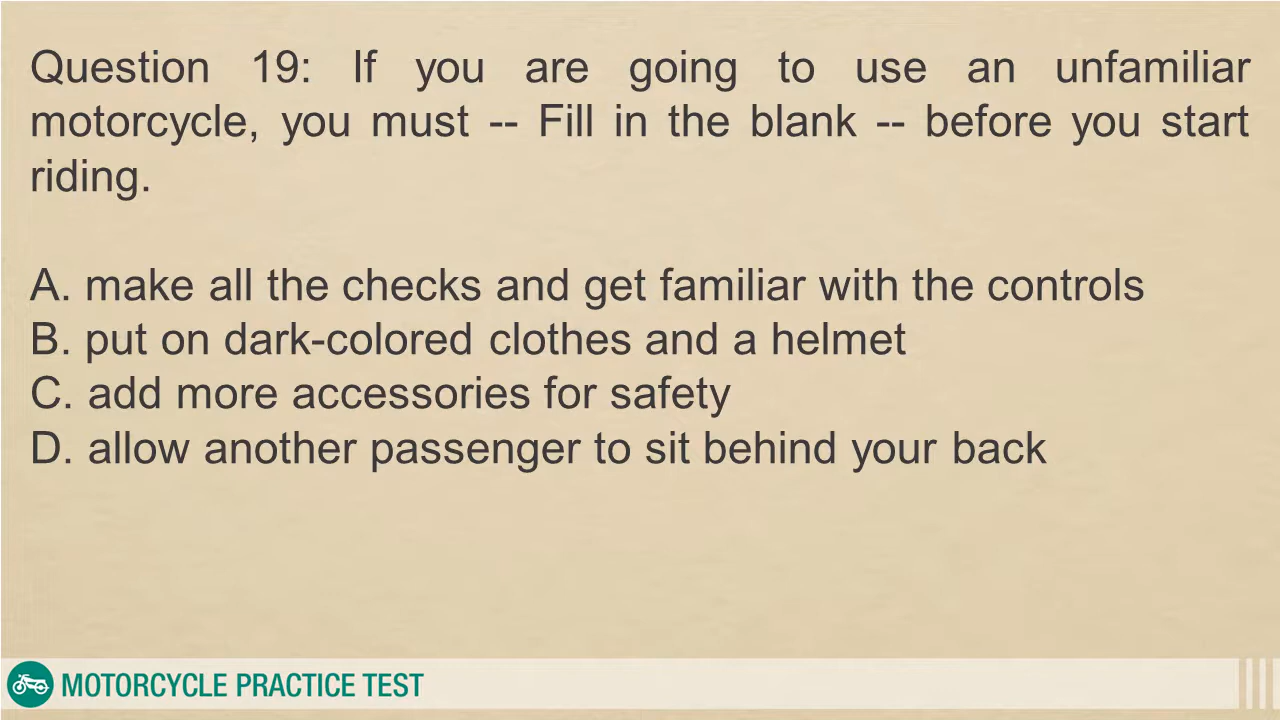 Question 19: If you are going to use an unfamiliar
motorcycle, you must -- Fill in the blank -- before you start
riding.
A. make all the checks and get familiar with the controls
B. put on dark-colored clothes and a helmet
C. add more accessories for safety
D. allow another passenger to sit behind your back
MOTORCYCLE PRACTICE TEST